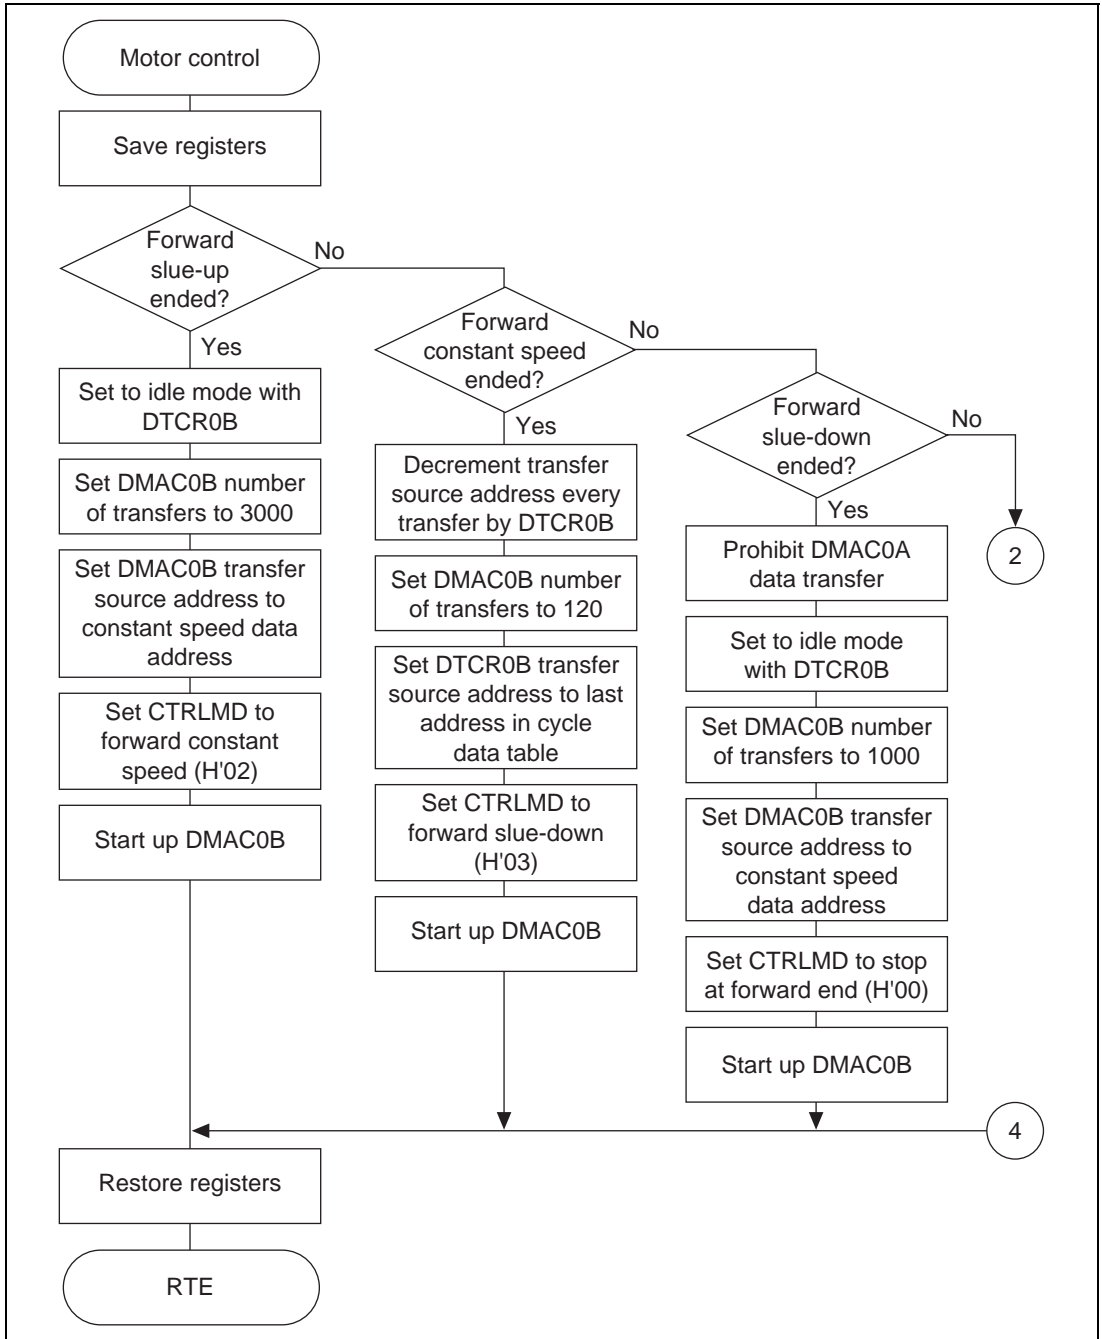 Motor control
Save registers
Forward
slue-up
ended?
No
Yes
Set to idle mode with
DTCR0B
Set DMAC0B number
of transfers to 3000
Set DMAC0B transfer
source address to
constant speed data
address
Set CTRLMD to
forward constant
speed (H'02)
Start up DMAC0B
Forward
constant speed
ended?
No
Yes
Decrement transfer
source address every
transfer by DTCR0B
Set DMAC0B number
of transfers to 120
Set DTCR0B transfer
source address to last
address in cycle
data table
Set CTRLMD to
forward slue-down
(H'03)
Start up DMAC0B
Forward
slue-down
ended?
No
2
Yes
Prohibit DMAC0A
data transfer
Set to idle mode
with DTCR0B
Set DMAC0B number
of transfers to 1000
Set DMAC0B transfer
source address to
constant speed
data address
Set CTRLMD to stop
at forward end (H'00)
Start up DMAC0B
4
Restore registers
RTE